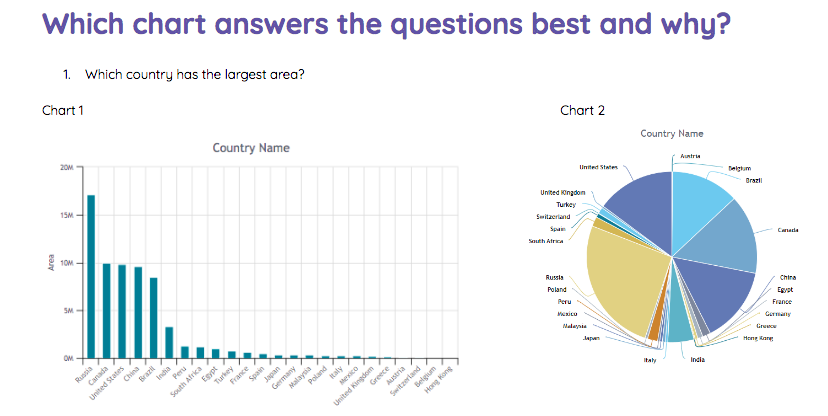 Which chart answers the questions best and why?
1. Which country has the largest area?
Chart 1
Chart 2
Country Name
20M
15M
10M
5M
0M
Area
Russia
Canada
United States
China
Brazil
India
Peru
South Africa
Egypt
Turkey
France
Spain
Japan
Germany
Malaysia
Poland
Italy
Mexico
United Kingdom
Greece
Austria
Switzerland
Belgium
Hong Kong
Country Name
Austria
Belgium
Brazil
Canada
China
Egypt
France
Germany
Greece
Hong Kong
India
Italy
Japan
Malaysia
Mexico
Peru
Poland
Russia
South Africa
Spain
Switzerland
Turkey
United Kingdom
United States